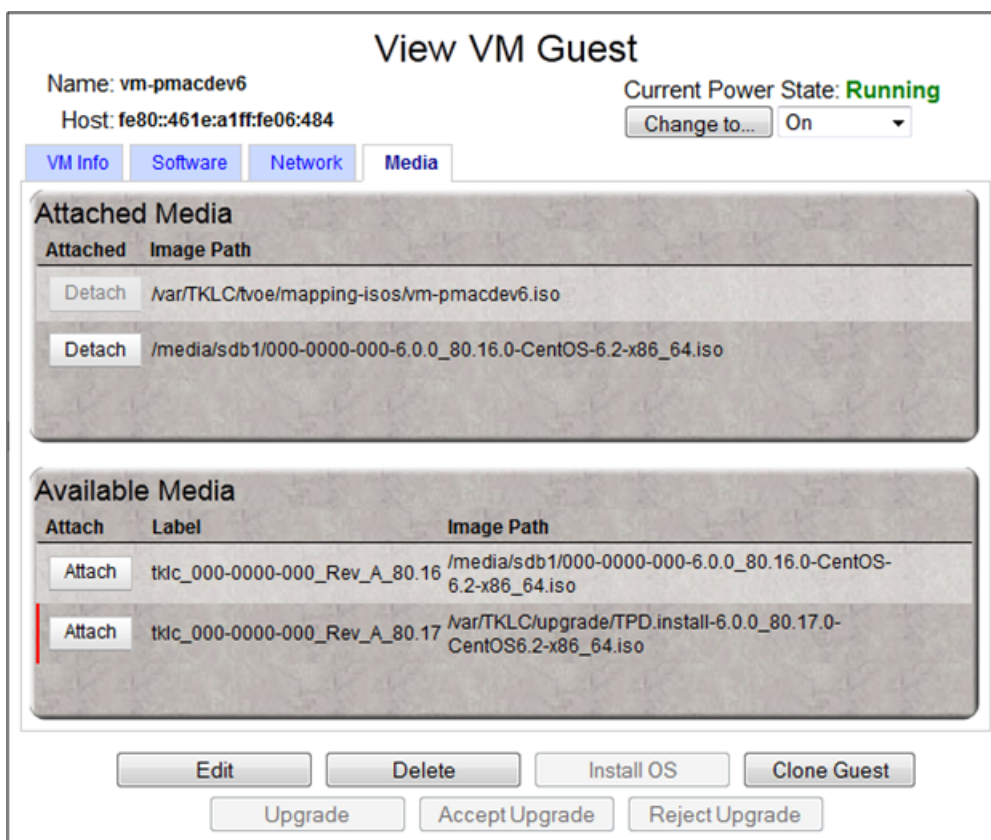 View VM Guest
Name: vm-pmacdev6
Current Power State: Running
Host: fe80::461e:a1ff:fe06:484
Change to... On
VM Info Software Network Media
Attached Media
Attached Image Path
Detach /var/TKLC/tvoe/mapping-isos/vm-pmacdev6.iso
Detach /media/sdb1/000-0000-000-6.0.0_80.16.0-CentOS-6.2-x86_64.iso
Available Media
Attach Label Image Path
Attach tklc_000-0000-000_Rev_A_80.16 /media/sdb1/000-0000-000-6.0.0_80.16.0-CentOS-
6.2-x86_64.iso
Attach tklc_000-0000-000_Rev_A_80.17 /var/TKLC/upgrade/TPD.install-6.0.0_80.17.0-
CentOS6.2-x86_64.iso
Edit Delete Install OS Clone Guest
Upgrade Accept Upgrade Reject Upgrade